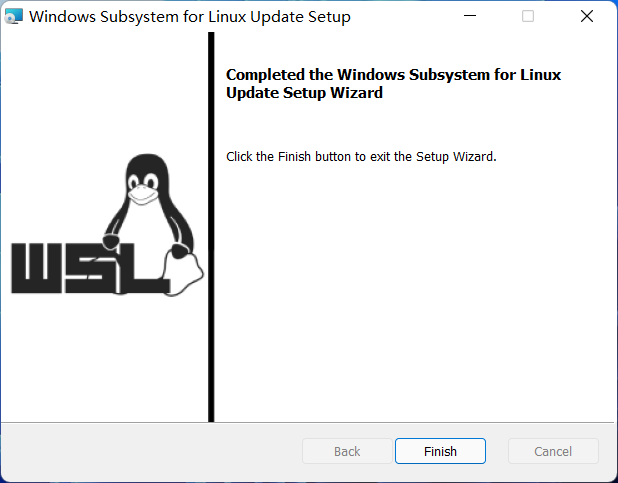 Windows Subsystem for Linux Update Setup
Completed the Windows Subsystem for Linux
Update Setup Wizard
Click the Finish button to exit the Setup Wizard.
WSL
Back
Finish
Cancel